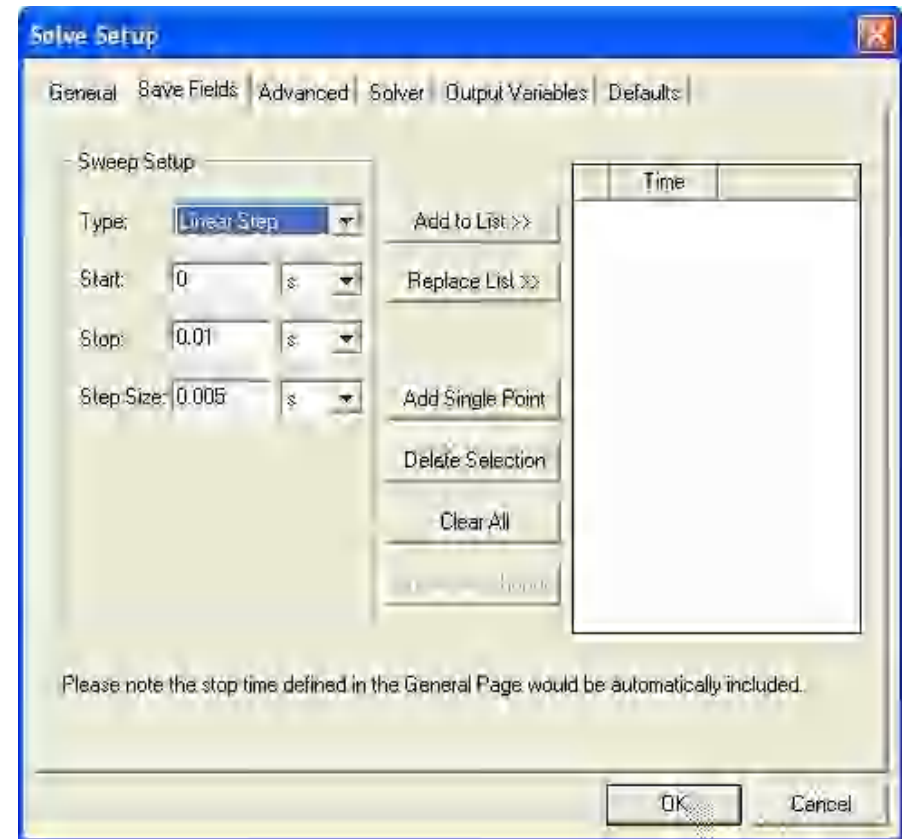 Solve Setup
General Save Fields Advanced Solver Output Variables Defaults
Sweep Setup
Type: Linear Step
Start: 0 s
Stop: 0.01 s
Step Size: 0.005 s
Add to List >>
Replace List >>
Add Single Point
Delete Selection
Clear All
Time
Please note the stop time defined in the General Page would be automatically included.
OK Cancel